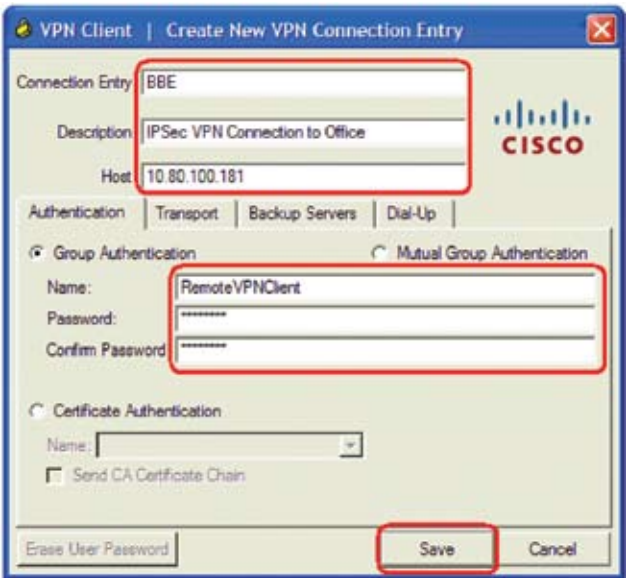 VPN Client | Create New VPN Connection Entry
Connection Entry BBE
Description IPSec VPN Connection to Office
Host 10.80.100.181
CISCO
Authentication Transport Backup Servers Dial-Up
Group Authentication Mutual Group Authentication
Name: RemoteVPNClient
Password: ********
Confirm Password ********
Certificate Authentication
Name:
Send CA Certificate Chain
Erase User Password Save Cancel